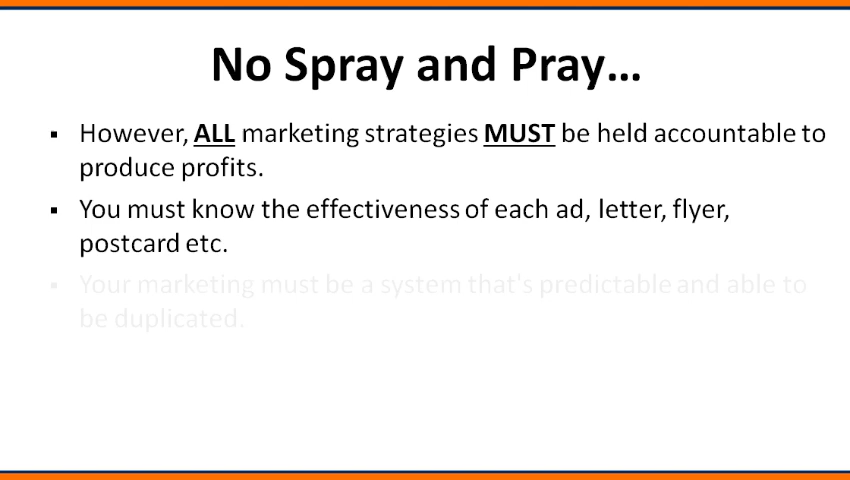 No Spray and Pray...
▪ However, ALL marketing strategies MUST be held accountable to
produce profits.
▪ You must know the effectiveness of each ad, letter, flyer,
postcard etc.
▪ Your marketing must be a system that's predictable and able to
be duplicated.